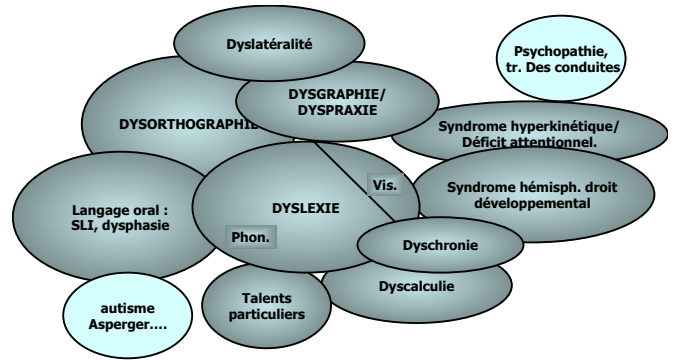 Dyslatéralité
Psychopathie,
tr. Des conduites
DYSGRAPHIE/
DYSPRAXIE
DYSORTHOGRAPHIE
Syndrome hyperkinétique/
Déficit attentionnel.
Vis.
Syndrome hémisph. droit
développemental
Langage oral :
SLI, dysphasie
DYSLEXIE
Phon.
Dyschronie
Dyscalculie
Talents
particuliers
autisme
Asperger....